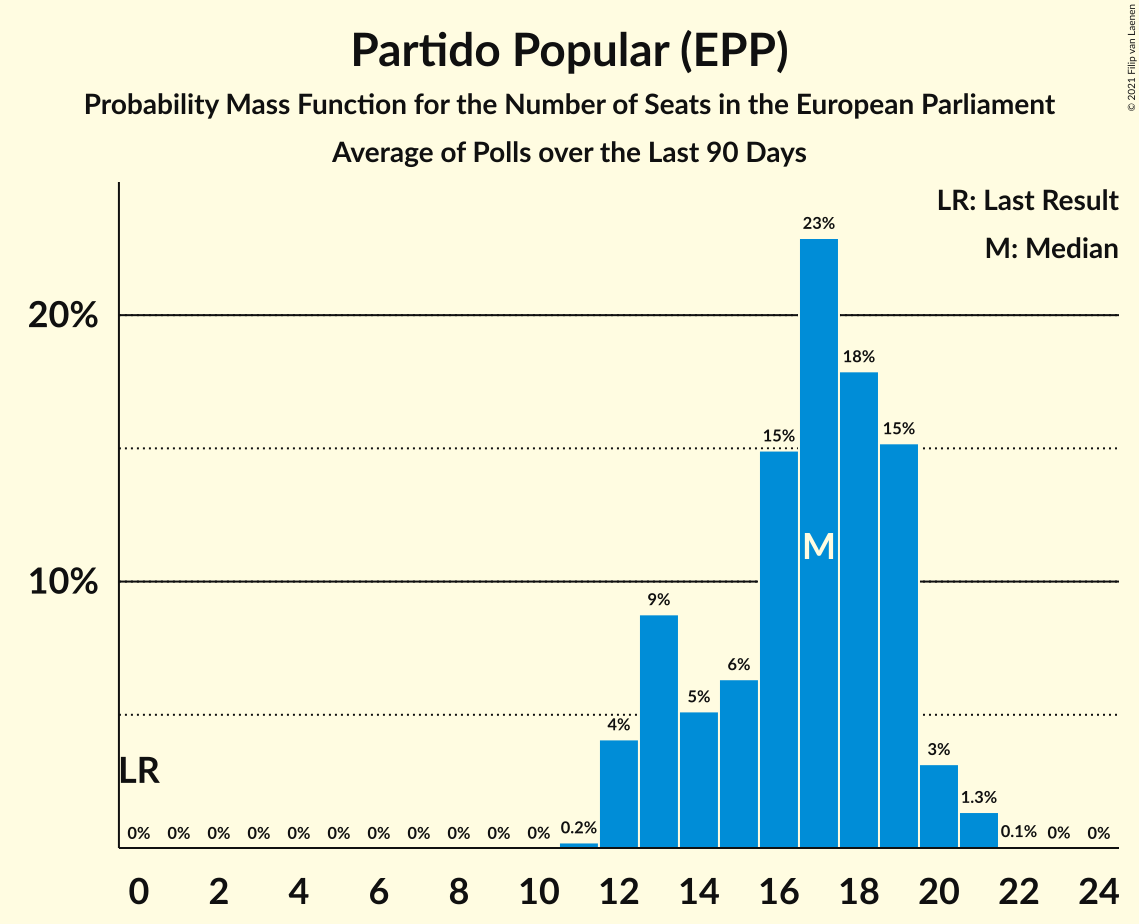 Partido Popular (EPP)
Probability Mass Function for the Number of Seats in the European Parliament
Average of Polls over the Last 90 Days
© 2021 Filip van Laenen
LR: Last Result
M: Median
20%
10%
23%
18%
15%
15%
M
9%
6%
5%
4%
3%
1.3%
LR
0% 0% 0% 0% 0% 0% 0% 0% 0% 0% 0% 0.2% 0.1% 0% 0%
0 2 4 6 8 10 12 14 16 18 20 22 24